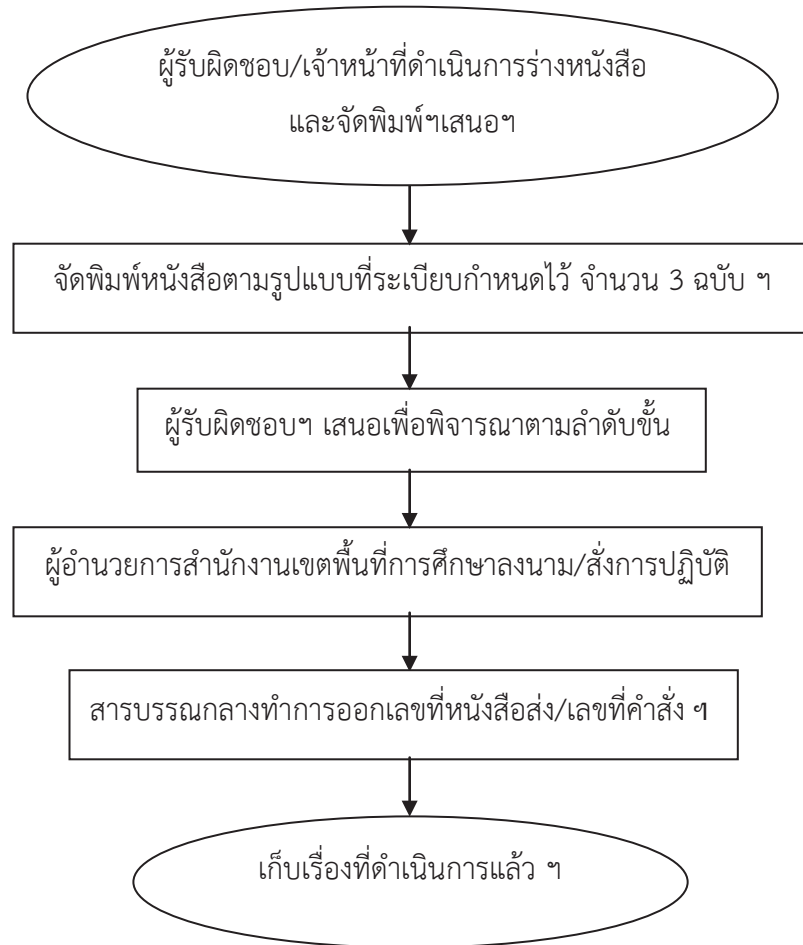 ผู้รับผิดชอบ/เจ้าหน้าที่ดำเนินการร่างหนังสือ
และจัดพิมพ์ฯเสนอฯ
จัดพิมพ์หนังสือตามรูปแบบที่ระเบียบกำหนดไว้ จำนวน 3 ฉบับ ฯ
ผู้รับผิดชอบฯ เสนอเพื่อพิจารณาตามลำดับขั้น
ผู้อำนวยการสำนักงานเขตพื้นที่การศึกษาลงนาม/สั่งการปฏิบัติ
สารบรรณกลางทำการออกเลขที่หนังสือส่ง/เลขที่คำสั่ง ฯ
เก็บเรื่องที่ดำเนินการแล้ว ฯ